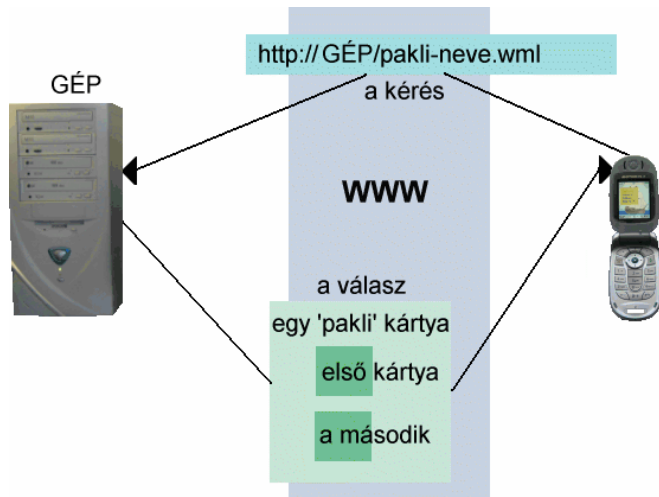 http://GÉP/pakli-neve.wml
GÉP
a kérés
WWW
a válasz
egy 'pakli' kártya
első kártya
a második